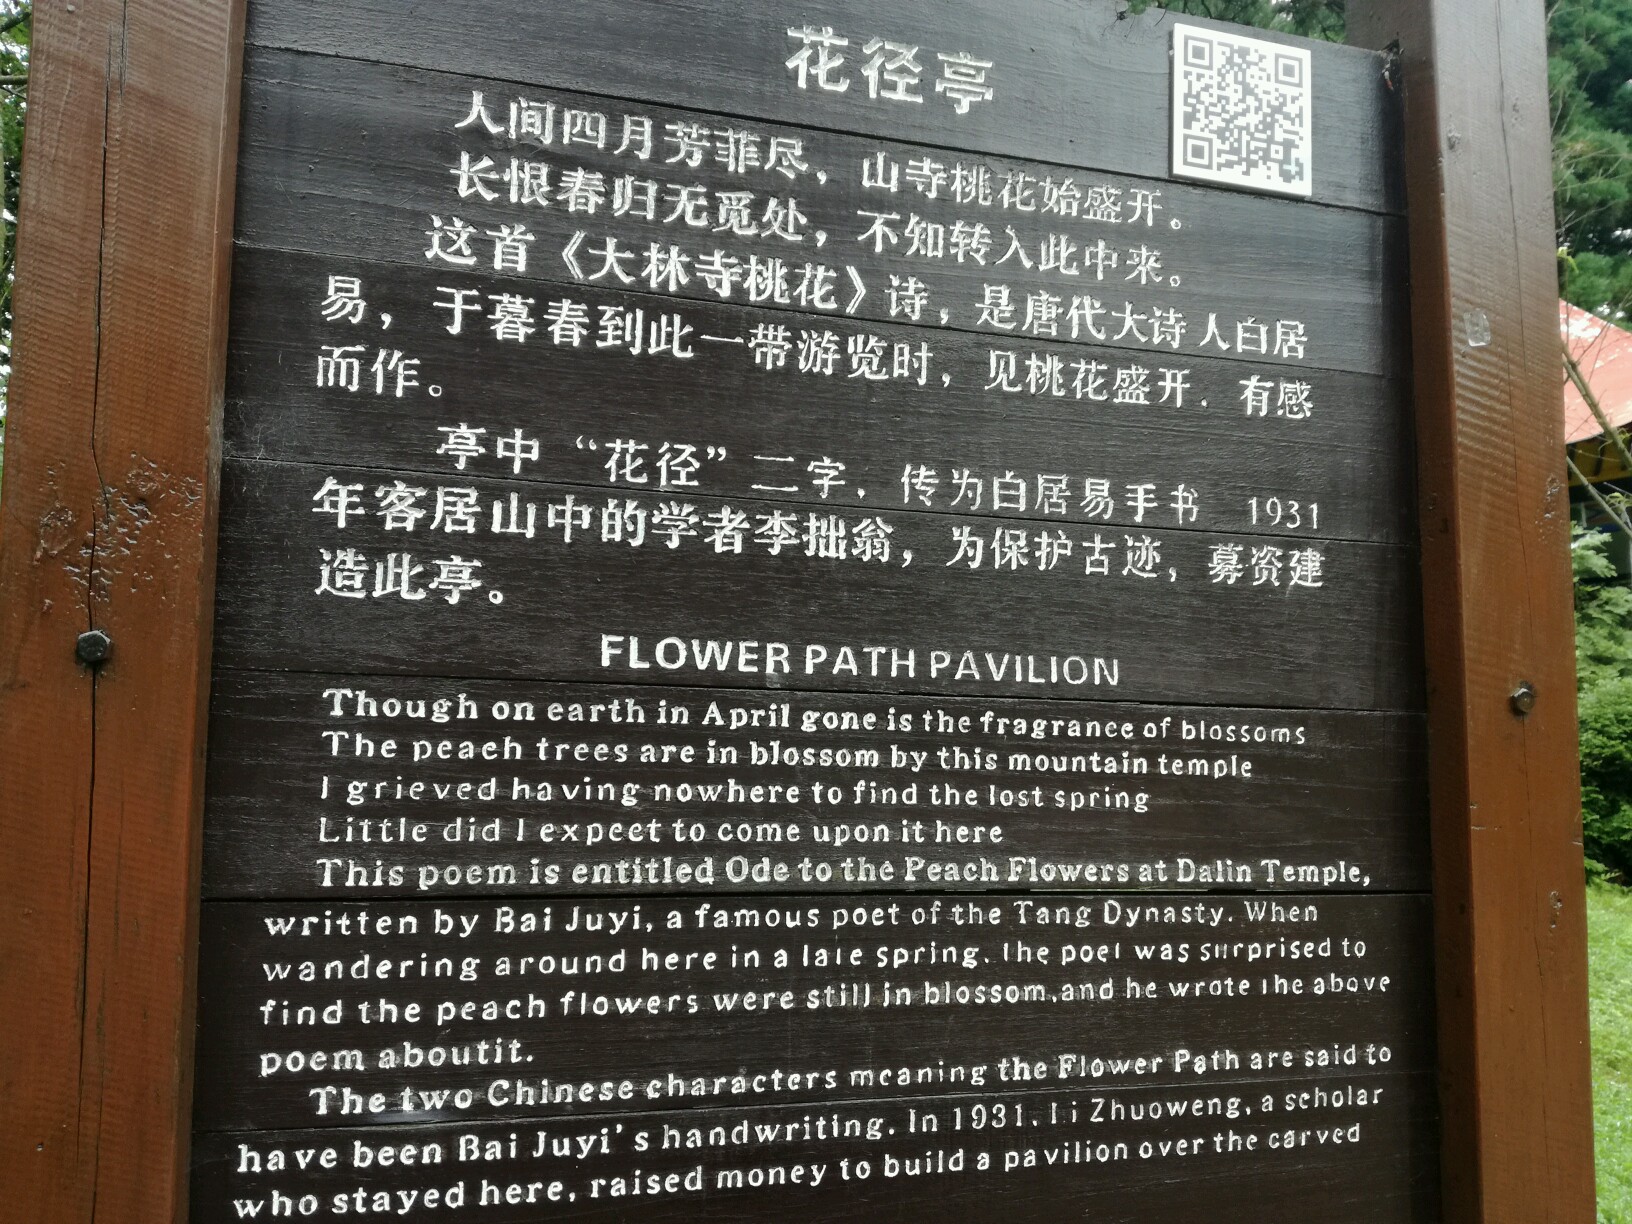 花径亭
人间四月芳菲尽，山寺桃花始盛开。
长恨春归无觅处，不知转入此中来。
这首《大林寺桃花》诗，是唐代大诗人白居
易，于暮春到此一带游览时，见桃花盛开．有感
而作。
亭中“花径”二字．传为白居易手书 1931
年客居山中的学者李拙翁，为保护古迹，募资建
造此亭。
FLOWER PATH PAVILION
Though on earth in April gone is the fragrance of blossoms
The peach trees are in blossom by this mountain temple
I grieved having nowhere to find the lost spring
Little did I expect to come upon it here
This poem is entitled Ode to the Peach Flowers at Dalin Temple,
written by Bai Juyi, a famous poet of the Tang Dynasty. When
wandering around here in a late spring. the poet was surprised to
find the peach flowers were still in blossom,and he wrote the above
poem aboutit.
The two Chinese characters meaning the Flower Path are said to
have been Bai Juyi's handwriting. In 1931. Li Zhuoweng, a scholar
who stayed here, raised money to build a pavilion over the carved